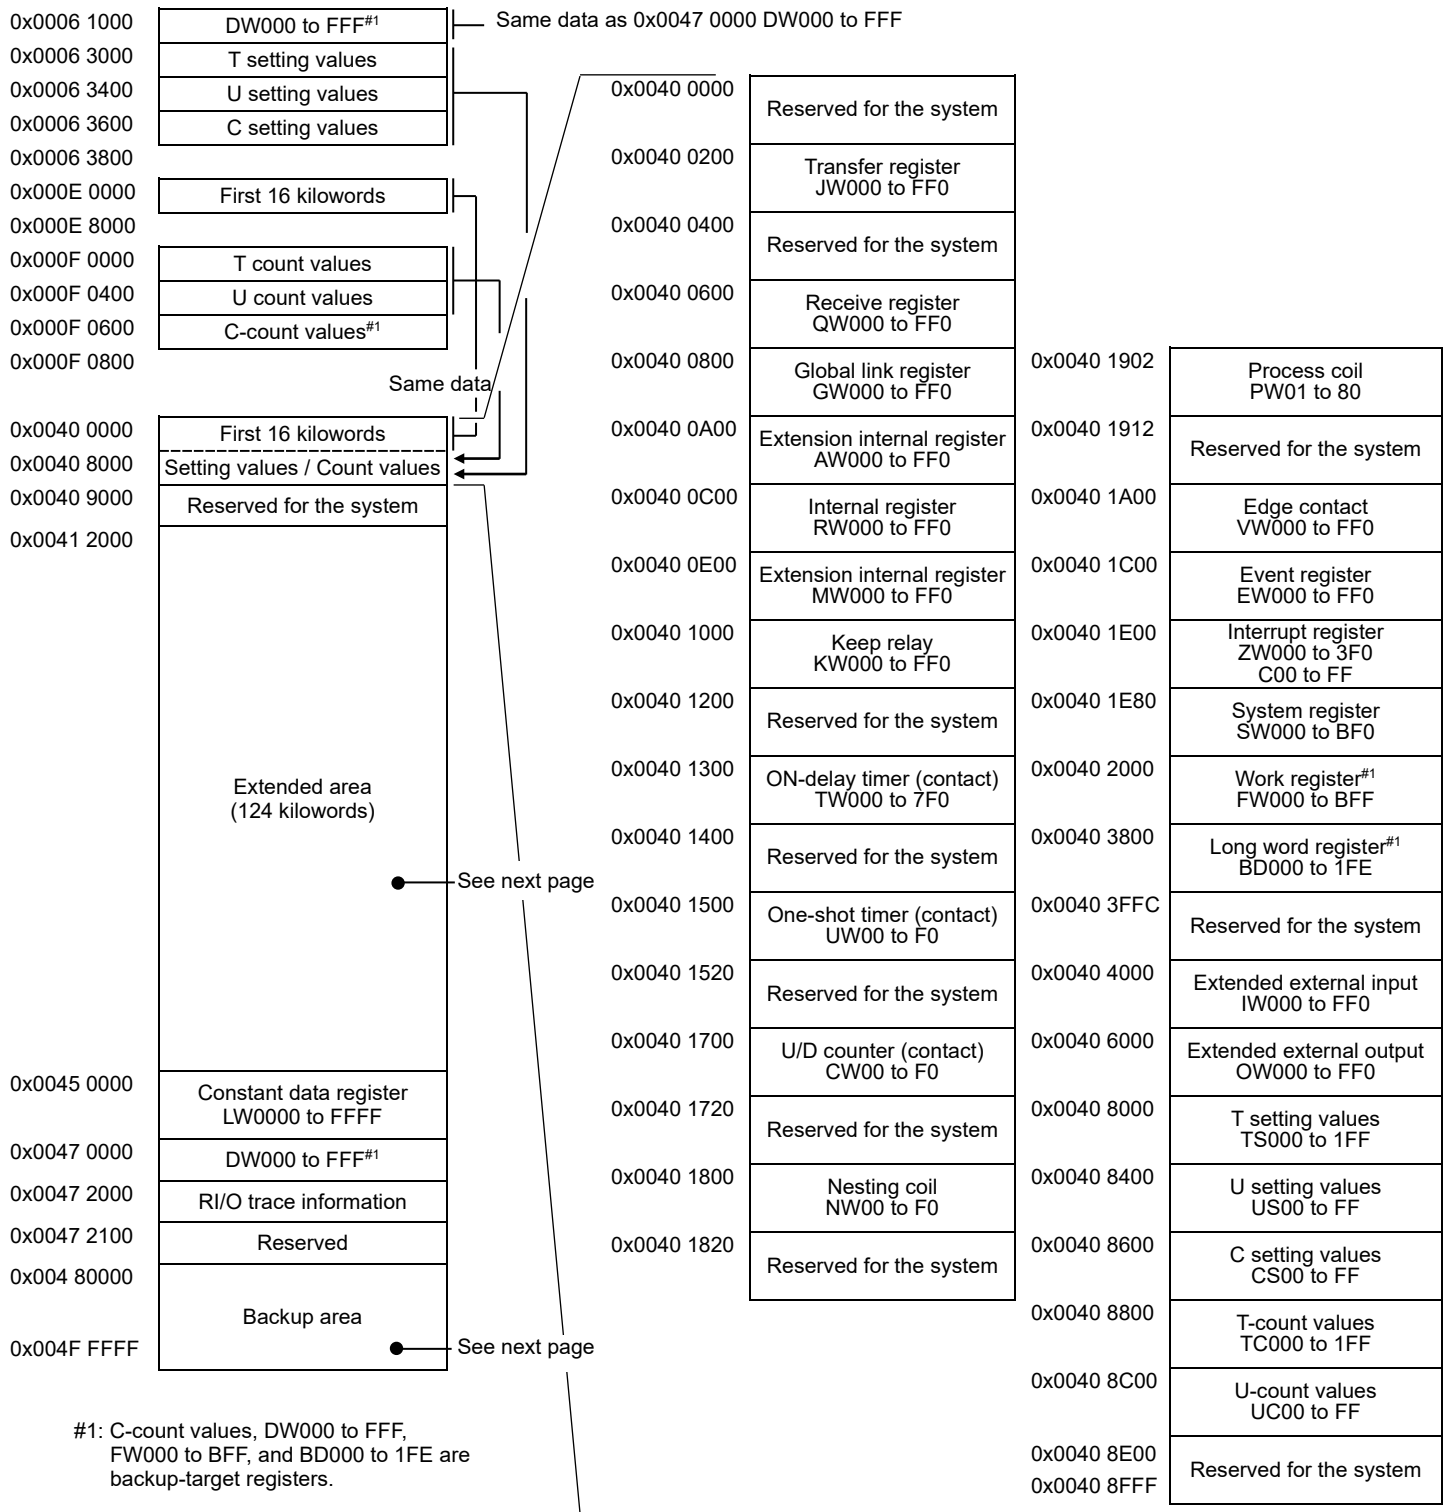 0x0006 1000
DW000 to FFF#1
Same data as 0x0047 0000 DW000 to FFF
0x0006 3000
T setting values
0x0006 3400
U setting values
0x0006 3600
C setting values
0x0006 3800
0x000E 0000
First 16 kilowords
0x000E 8000
0x000F 0000
T count values
0x000F 0400
U count values
0x000F 0600
C-count values#1
0x000F 0800
Same data
0x0040 0000
First 16 kilowords
0x0040 8000
Setting values / Count values
0x0040 9000
Reserved for the system
0x0041 2000
Extended area
(124 kilowords)
See next page
0x0045 0000
Constant data register
LW0000 to FFFF
0x0047 0000
DW000 to FFF#1
0x0047 2000
RI/O trace information
0x0047 2100
Reserved
0x004 80000
Backup area
See next page
0x004F FFFF
#1: C-count values, DW000 to FFF,
FW000 to BFF, and BD000 to 1FE are
backup-target registers.
0x0040 0000
Reserved for the system
0x0040 0200
Transfer register
JW000 to FF0
0x0040 0400
Reserved for the system
0x0040 0600
Receive register
QW000 to FF0
0x0040 0800
Global link register
GW000 to FF0
0x0040 0A00
Extension internal register
AW000 to FF0
0x0040 0C00
Internal register
RW000 to FF0
0x0040 0E00
Extension internal register
MW000 to FF0
0x0040 1000
Keep relay
KW000 to FF0
0x0040 1200
Reserved for the system
0x0040 1300
ON-delay timer (contact)
TW000 to 7F0
0x0040 1400
Reserved for the system
0x0040 1500
One-shot timer (contact)
UW00 to F0
0x0040 1520
Reserved for the system
0x0040 1700
U/D counter (contact)
CW00 to F0
0x0040 1720
Reserved for the system
0x0040 1800
Nesting coil
NW00 to F0
0x0040 1820
Reserved for the system
0x0040 1902
Process coil
PW01 to 80
0x0040 1912
Reserved for the system
0x0040 1A00
Edge contact
VW000 to FF0
0x0040 1C00
Event register
EW000 to FF0
0x0040 1E00
Interrupt register
ZW000 to 3F0
C00 to FF
0x0040 1E80
System register
SW000 to BF0
0x0040 2000
Work register#1
FW000 to BFF
0x0040 3800
Long word register#1
BD000 to 1FE
0x0040 3FFC
Reserved for the system
0x0040 4000
Extended external input
IW000 to FF0
0x0040 6000
Extended external output
OW000 to FF0
0x0040 8000
T setting values
TS000 to 1FF
0x0040 8400
U setting values
US00 to FF
0x0040 8600
C setting values
CS00 to FF
0x0040 8800
T-count values
TC000 to 1FF
0x0040 8C00
U-count values
UC00 to FF
0x0040 8E00
Reserved for the system
0x0040 8FFF